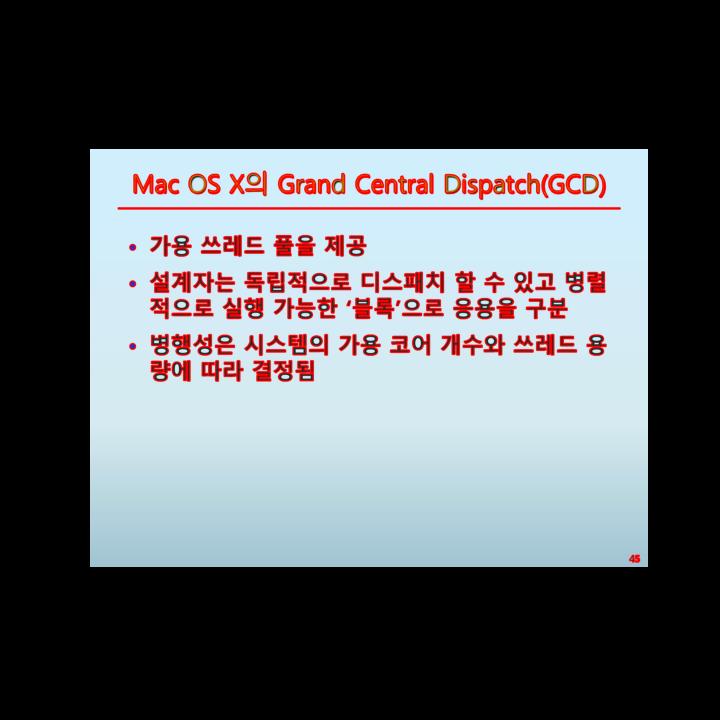 Mac OS X의 Grand Central Dispatch(GCD)
• 가용 쓰레드 풀을 제공
• 설계자는 독립적으로 디스패치 할 수 있고 병렬
적으로 실행 가능한 ‘블록’으로 응용을 구분
• 병행성은 시스템의 가용 코어 개수와 쓰레드 용
량에 따라 결정됨
45